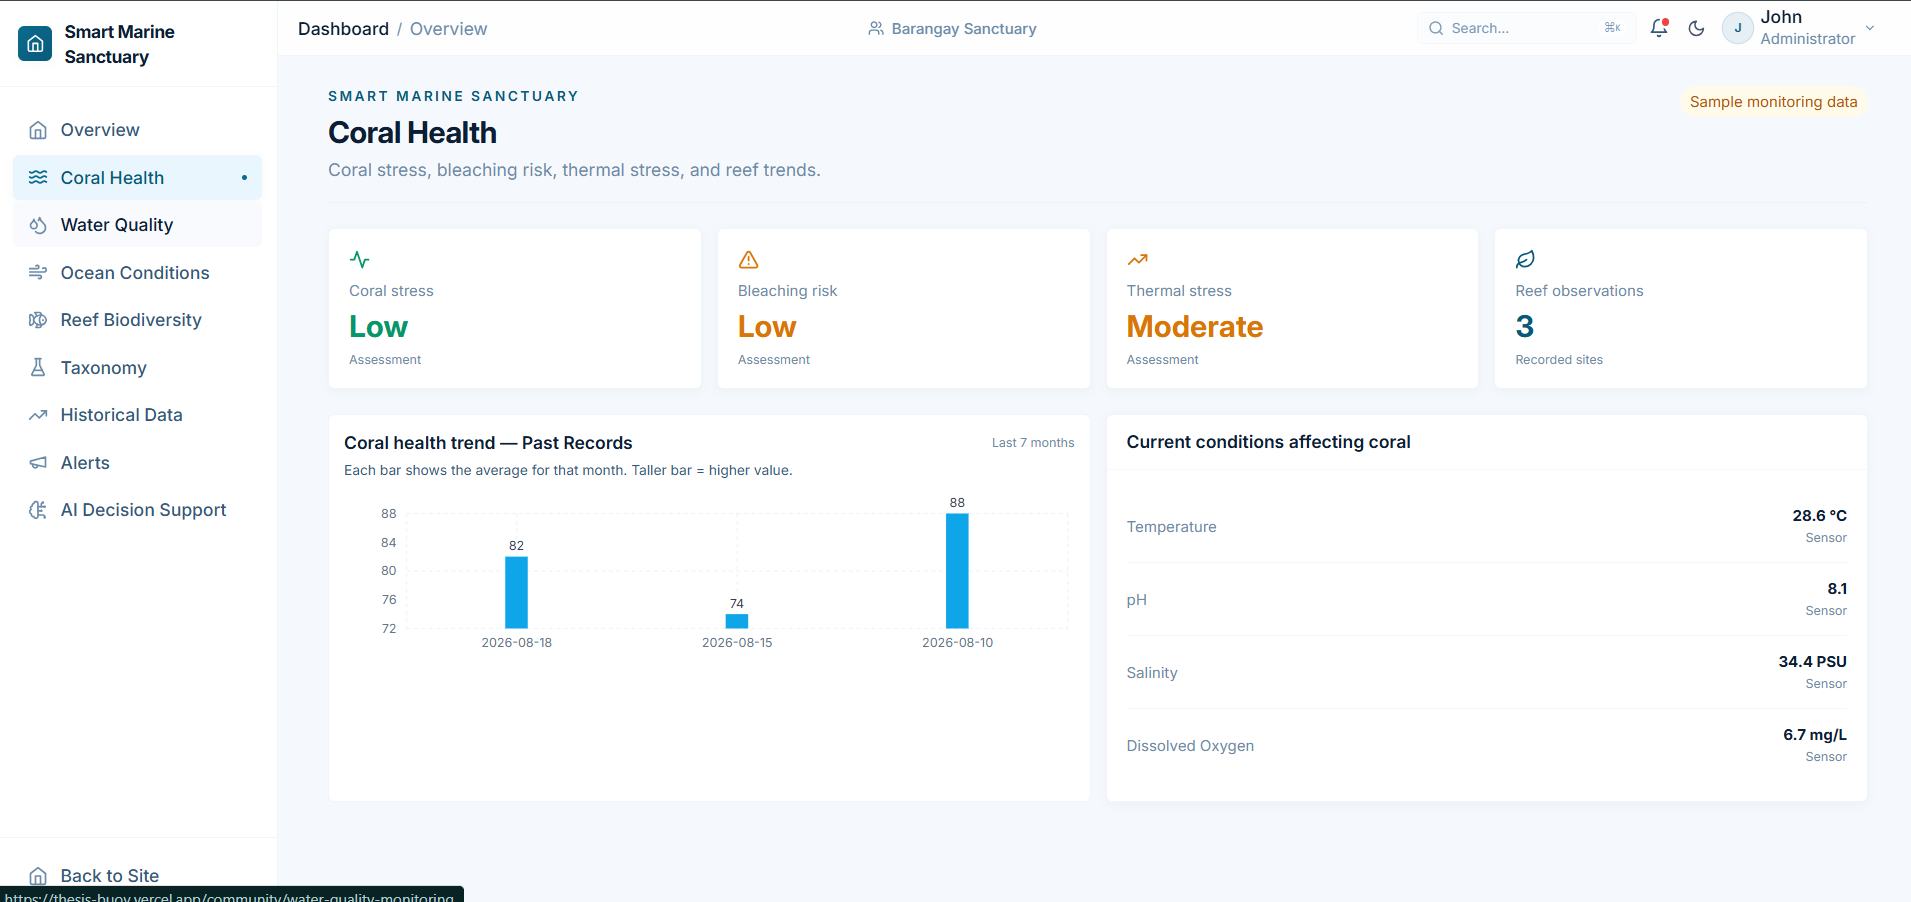 Smart Marine
Sanctuary
Dashboard / Overview
Barangay Sanctuary
Search...
⌘K
J
John
Administrator
Overview
Coral Health
Water Quality
Ocean Conditions
Reef Biodiversity
Taxonomy
Historical Data
Alerts
AI Decision Support
Back to Site
https://thesis-buoy.vercel.app/community/water-quality-monitoring
SMART MARINE SANCTUARY
Coral Health
Coral stress, bleaching risk, thermal stress, and reef trends.
Sample monitoring data
Coral stress
Low
Assessment
Bleaching risk
Low
Assessment
Thermal stress
Moderate
Assessment
Reef observations
3
Recorded sites
Coral health trend — Past Records
Last 7 months
Each bar shows the average for that month. Taller bar = higher value.
88
84
80
76
72
82
74
88
2026-08-18
2026-08-15
2026-08-10
Current conditions affecting coral
Temperature
28.6 °C
Sensor
pH
8.1
Sensor
Salinity
34.4 PSU
Sensor
Dissolved Oxygen
6.7 mg/L
Sensor